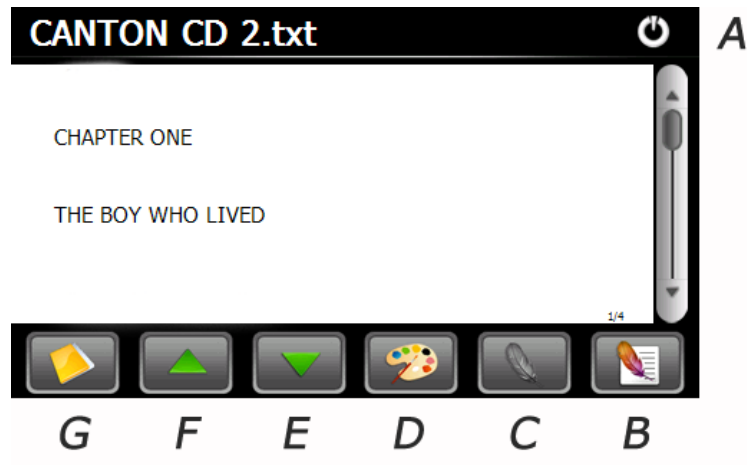 CANTON CD 2.txt
A
CHAPTER ONE
THE BOY WHO LIVED
1/4
G F E D C B